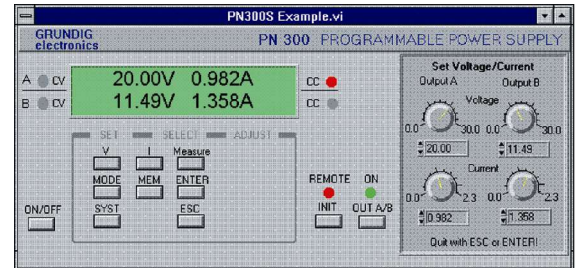 PN300S Example.vi
GRUNDIG
electronics
PN 300 PROGRAMMABLE POWER SUPPLY
A CV 20.00V 0.982A CC
B CV 11.49V 1.358A CC
SET SELECT ADJUST
V I Measure
MODE MEM ENTER
SYST ESC
ON/OFF
REMOTE ON
INIT OUT A/B
Set Voltage/Current
Output A Output B
Voltage
0.0 30.0 0.0 30.0
20.00 11.49
Current
0.0 2.3 0.0 2.3
0.982 1.358
Quit with ESC or ENTER!